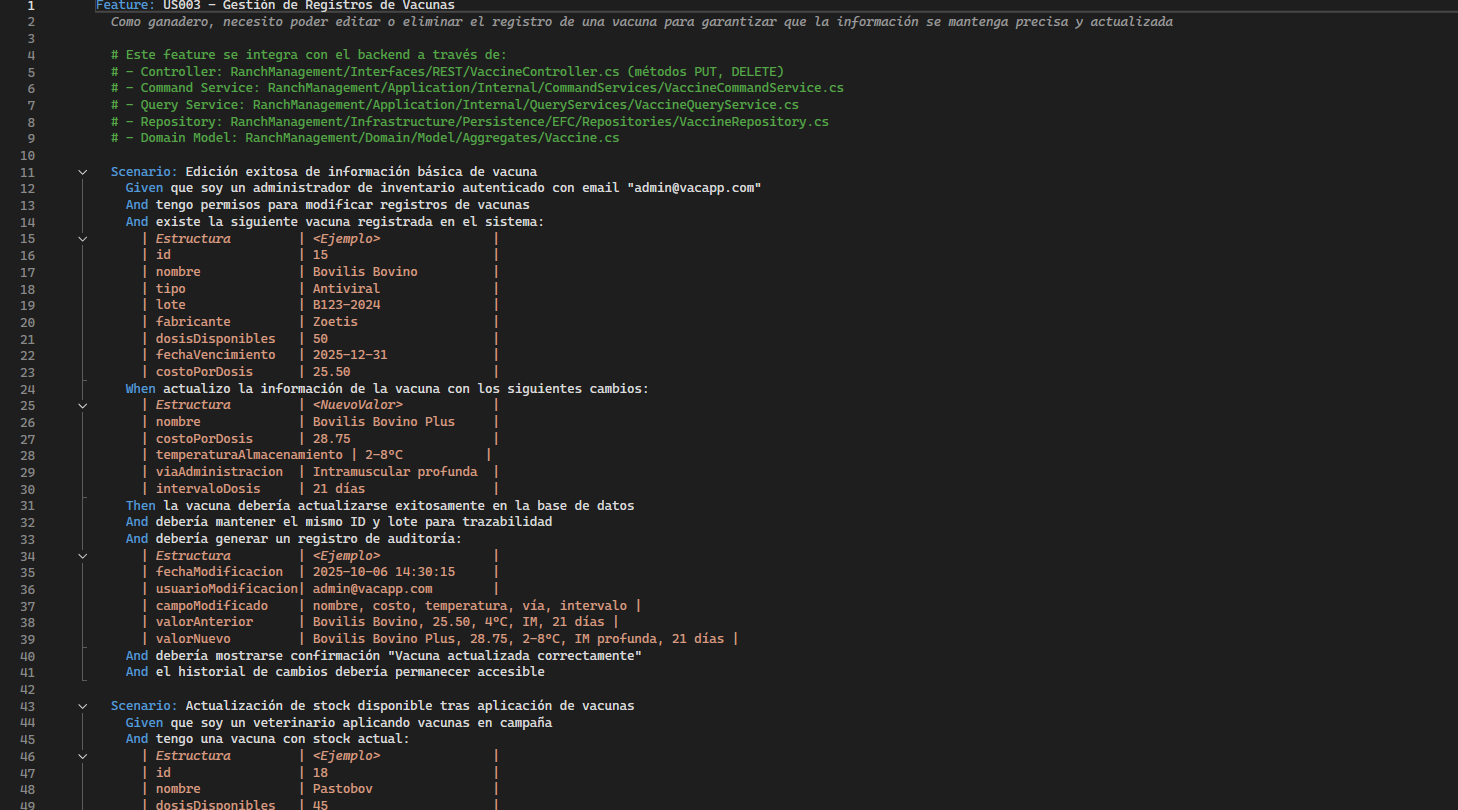 1 Feature: US003 - Gestión de Registros de Vacunas
2 Como ganadero, necesito poder editar o eliminar el registro de una vacuna para garantizar que la información se mantenga precisa y actualizada
3
4 # Este feature se integra con el backend a través de:
5 # - Controller: RanchManagement/Interfaces/REST/VaccineController.cs (métodos PUT, DELETE)
6 # - Command Service: RanchManagement/Application/Internal/CommandServices/VaccineCommandService.cs
7 # - Query Service: RanchManagement/Application/Internal/QueryServices/VaccineQueryService.cs
8 # - Repository: RanchManagement/Infrastructure/Persistence/EFC/Repositories/VaccineRepository.cs
9 # - Domain Model: RanchManagement/Domain/Model/Aggregates/Vaccine.cs
10
11 Scenario: Edición exitosa de información básica de vacuna
12 Given que soy un administrador de inventario autenticado con email "admin@vacapp.com"
13 And tengo permisos para modificar registros de vacunas
14 And existe la siguiente vacuna registrada en el sistema:
15 | Estructura | <Ejemplo> |
16 | id | 15 |
17 | nombre | Bovilis Bovino |
18 | tipo | Antiviral |
19 | lote | B123-2024 |
20 | fabricante | Zoetis |
21 | dosisDisponibles | 50 |
22 | fechaVencimiento | 2025-12-31 |
23 | costoPorDosis | 25.50 |
24 When actualizo la información de la vacuna con los siguientes cambios:
25 | Estructura | <NuevoValor> |
26 | nombre | Bovilis Bovino Plus |
27 | costoPorDosis | 28.75 |
28 | temperaturaAlmacenamiento | 2-8°C |
29 | viaAdministracion | Intramuscular profunda |
30 | intervaloDosis | 21 días |
31 Then la vacuna debería actualizarse exitosamente en la base de datos
32 And debería mantener el mismo ID y lote para trazabilidad
33 And debería generar un registro de auditoría:
34 | Estructura | <Ejemplo> |
35 | fechaModificacion | 2025-10-06 14:30:15 |
36 | usuarioModificacion| admin@vacapp.com |
37 | campoModificado | nombre, costo, temperatura, vía, intervalo |
38 | valorAnterior | Bovilis Bovino, 25.50, 4°C, IM, 21 días |
39 | valorNuevo | Bovilis Bovino Plus, 28.75, 2-8°C, IM profunda, 21 días |
40 And debería mostrarse confirmación "Vacuna actualizada correctamente"
41 And el historial de cambios debería permanecer accesible
42
43 Scenario: Actualización de stock disponible tras aplicación de vacunas
44 Given que soy un veterinario aplicando vacunas en campaña
45 And tengo una vacuna con stock actual:
46 | Estructura | <Ejemplo> |
47 | id | 18 |
48 | nombre | Pastobov |
49 | dosisDisponibles | 45 |